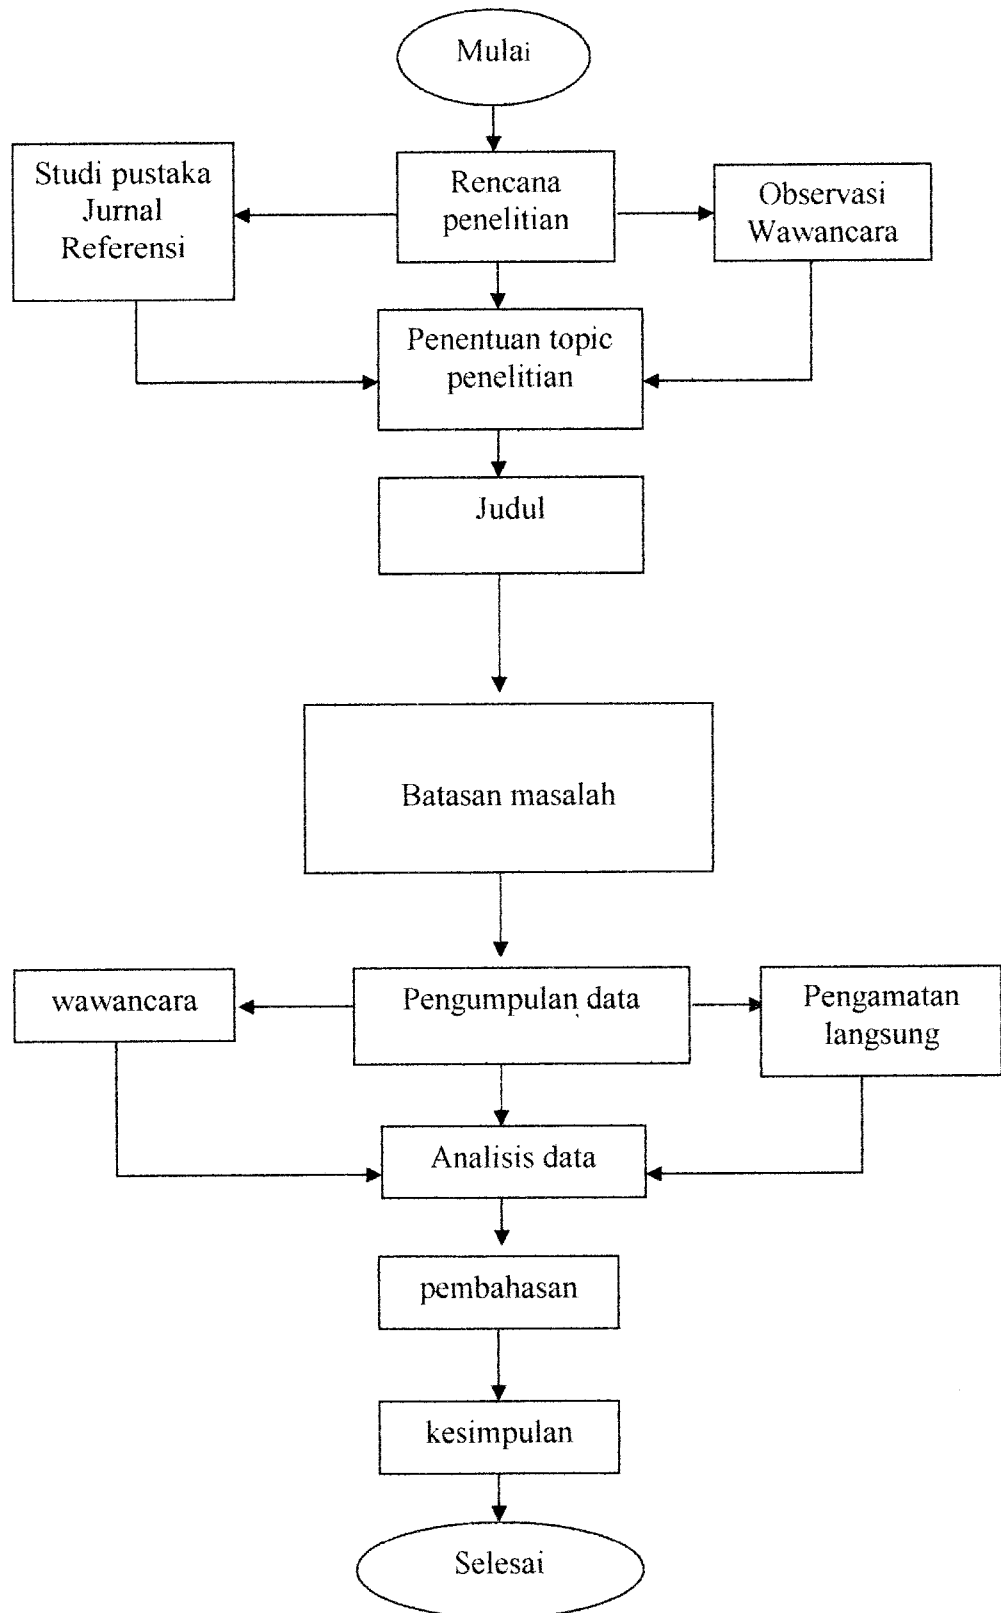 Mulai
Studi pustaka
Jurnal
Referensi
Rencana
penelitian
Observasi
Wawancara
Penentuan topic
penelitian
Judul
Batasan masalah
wawancara
Pengumpulan data
Pengamatan
langsung
Analisis data
pembahasan
kesimpulan
Selesai